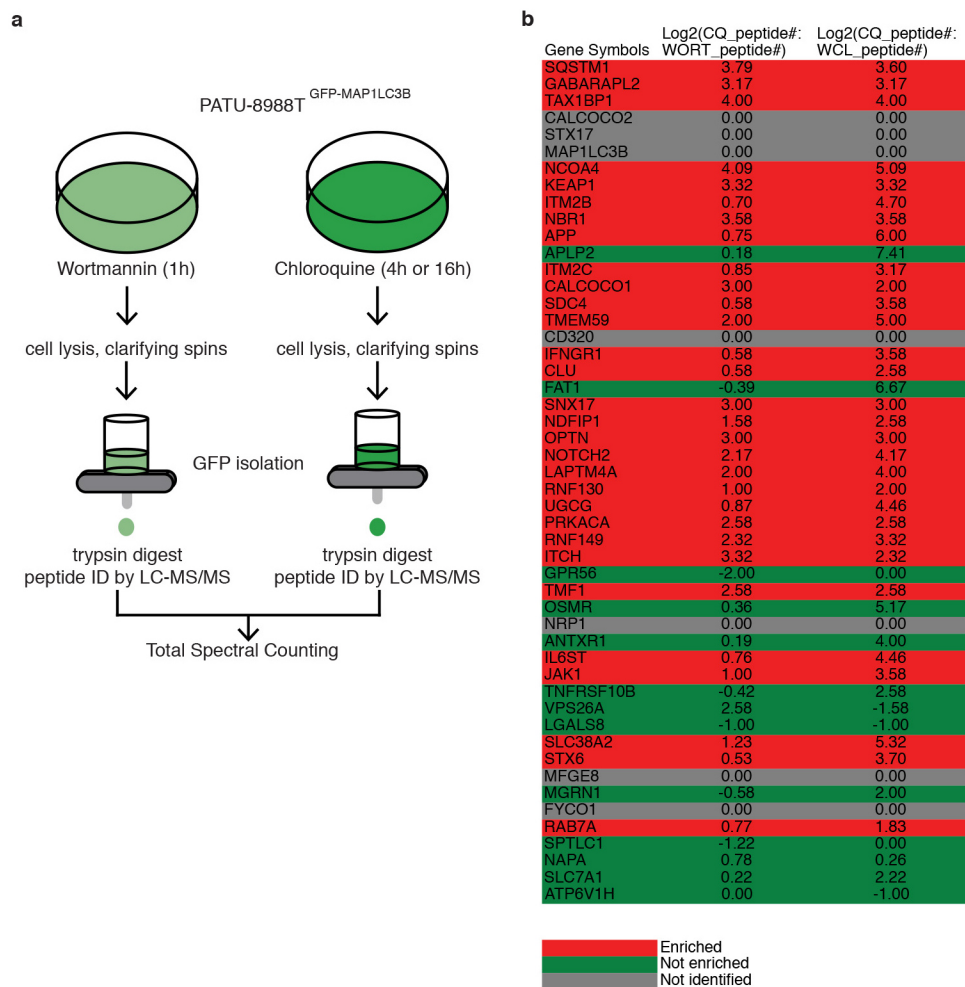 a
PATU-8988T GFP-MAP1LC3B
Wortmannin (1h)
Chloroquine (4h or 16h)
cell lysis, clarifying spins
cell lysis, clarifying spins
GFP isolation
trypsin digest
peptide ID by LC-MS/MS
trypsin digest
peptide ID by LC-MS/MS
Total Spectral Counting
b
Gene Symbols Log2(CQ_peptide#: WORT_peptide#) Log2(CQ_peptide#: WCL_peptide#)
SQSTM1 3.79 3.60
GABARAPL2 3.17 3.17
TAX1BP1 4.00 4.00
CALCOCO2 0.00 0.00
STX17 0.00 0.00
MAP1LC3B 0.00 0.00
NCOA4 4.09 5.09
KEAP1 3.32 3.32
ITM2B 0.70 4.70
NBR1 3.58 3.58
APP 0.75 6.00
APLP2 0.18 7.41
ITM2C 0.85 3.17
CALCOCO1 3.00 2.00
SDC4 0.58 3.58
TMEM59 2.00 5.00
CD320 0.00 0.00
IFNGR1 0.58 3.58
CLU 0.58 2.58
FAT1 -0.39 6.67
SNX17 3.00 3.00
NDFIP1 1.58 2.58
OPTN 3.00 3.00
NOTCH2 2.17 4.17
LAPTM4A 2.00 4.00
RNF130 1.00 2.00
UGCG 0.87 4.46
PRKACA 2.58 2.58
RNF149 2.32 3.32
ITCH 3.32 2.32
GPR56 -2.00 0.00
TMF1 2.58 2.58
OSMR 0.36 5.17
NRP1 0.00 0.00
ANTXR1 0.19 4.00
IL6ST 0.76 4.46
JAK1 1.00 3.58
TNFRSF10B -0.42 2.58
VPS26A 2.58 -1.58
LGALS8 -1.00 -1.00
SLC38A2 1.23 5.32
STX6 0.53 3.70
MFGE8 0.00 0.00
MGRN1 -0.58 2.00
FYCO1 0.00 0.00
RAB7A 0.77 1.83
SPTLC1 -1.22 0.00
NAPA 0.78 0.26
SLC7A1 0.22 2.22
ATP6V1H 0.00 -1.00
Enriched
Not enriched
Not identified